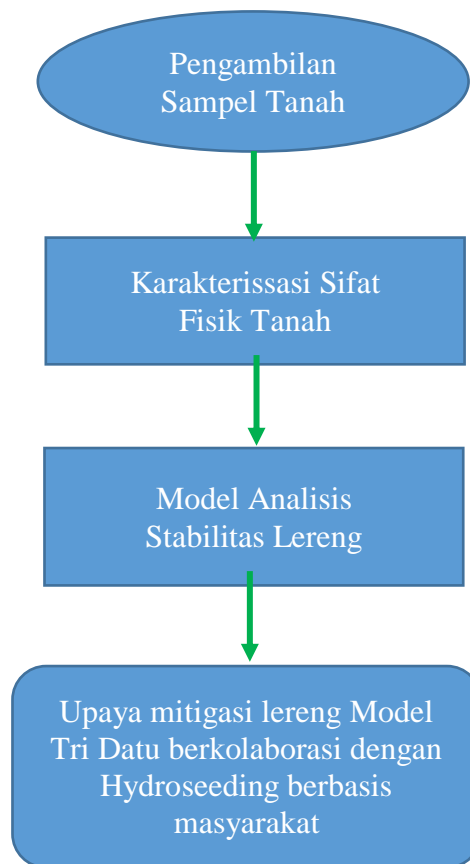 Pengambilan
Sampel Tanah
Karakterissasi Sifat
Fisik Tanah
Model Analisis
Stabilitas Lereng
Upaya mitigasi lereng Model
Tri Datu berkolaborasi dengan
Hydroseeding berbasis
masyarakat